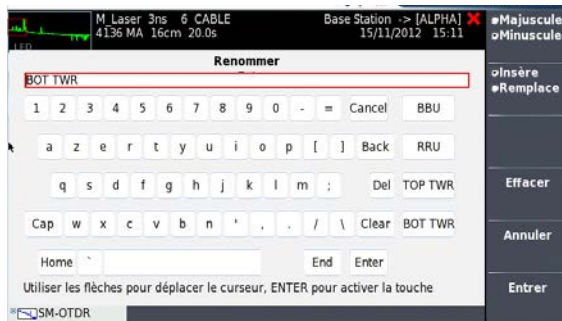 M_Laser 3ns 6 CABLE Base Station -> [ALPHA]
4136 MA 16cm 20.0s 15/11/2012 15:11
LED
Majuscule
Minuscule
Insère
Remplace
Effacer
Annuler
Entrer
Renommer
BOT TWR
1 2 3 4 5 6 7 8 9 0 - = Cancel BBU
a z e r t y u i o p [ ] Back RRU
q s d f g h j k l m ; Del TOP TWR
Cap w x c v b n ' , . / \ Clear BOT TWR
Home ` End Enter
Utiliser les flèches pour déplacer le curseur, ENTER pour activer la touche
SM-OTDR